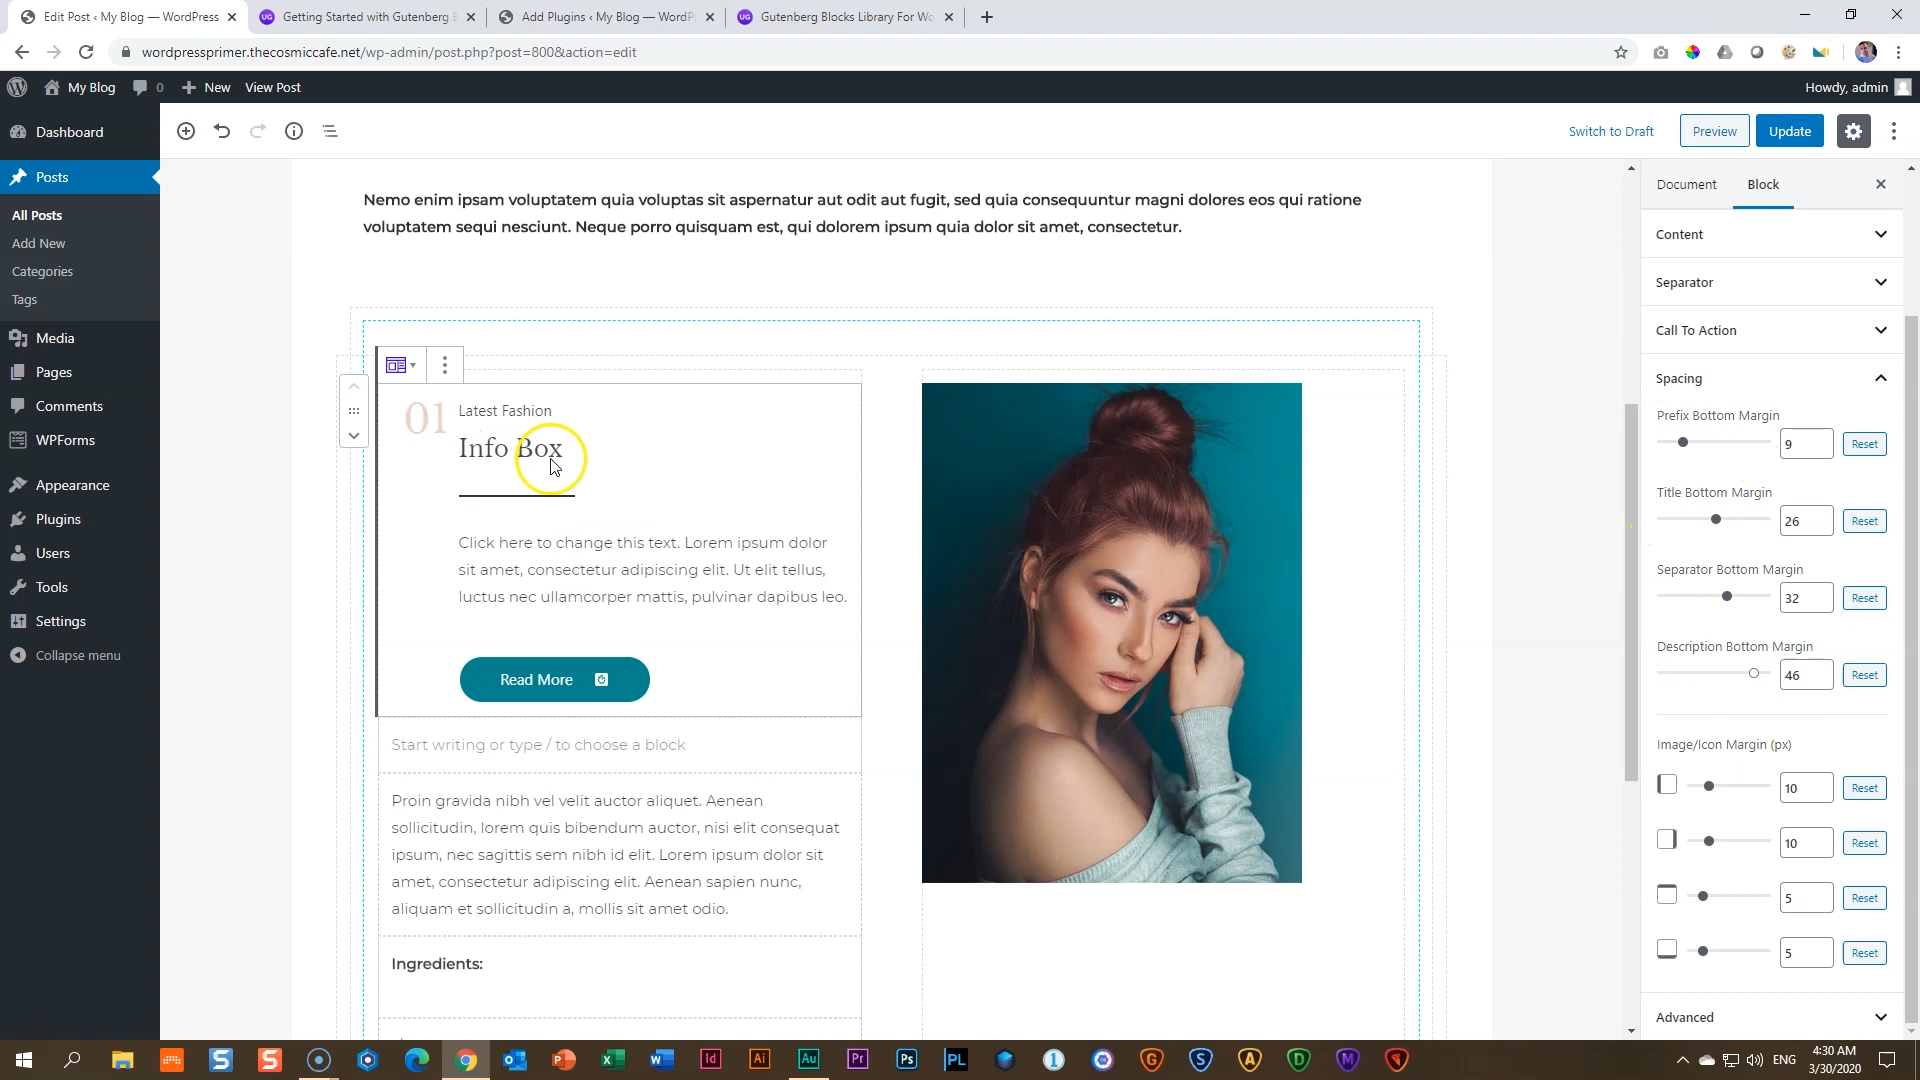 Edit Post ‹ My Blog — WordPress
Getting Started with Gutenberg
Add Plugins ‹ My Blog — WordP
Gutenberg Blocks Library For Wo
wordpressprimer.thecosmiccafe.net/wp-admin/post.php?post=800&action=edit
My Blog
0
New
View Post
Howdy, admin
Dashboard
Posts
All Posts
Add New
Categories
Tags
Media
Pages
Comments
WPForms
Appearance
Plugins
Users
Tools
Settings
Collapse menu
Switch to Draft
Preview
Update
Nemo enim ipsam voluptatem quia voluptas sit aspernatur aut odit aut fugit, sed quia consequuntur magni dolores eos qui ratione
voluptatem sequi nesciunt. Neque porro quisquam est, qui dolorem ipsum quia dolor sit amet, consectetur.
01
Latest Fashion
Info Box
Click here to change this text. Lorem ipsum dolor
sit amet, consectetur adipiscing elit. Ut elit tellus,
luctus nec ullamcorper mattis, pulvinar dapibus leo.
Read More
Start writing or type / to choose a block
Proin gravida nibh vel velit auctor aliquet. Aenean
sollicitudin, lorem quis bibendum auctor, nisi elit consequat
ipsum, nec sagittis sem nibh id elit. Lorem ipsum dolor sit
amet, consectetur adipiscing elit. Aenean sapien nunc,
aliquam et sollicitudin a, mollis sit amet odio.
Ingredients:
Document
Block
Content
Separator
Call To Action
Spacing
Prefix Bottom Margin
9
Reset
Title Bottom Margin
26
Reset
Separator Bottom Margin
32
Reset
Description Bottom Margin
46
Reset
Image/Icon Margin (px)
10
Reset
10
Reset
5
Reset
5
Reset
Advanced
ENG
4:30 AM
3/30/2020